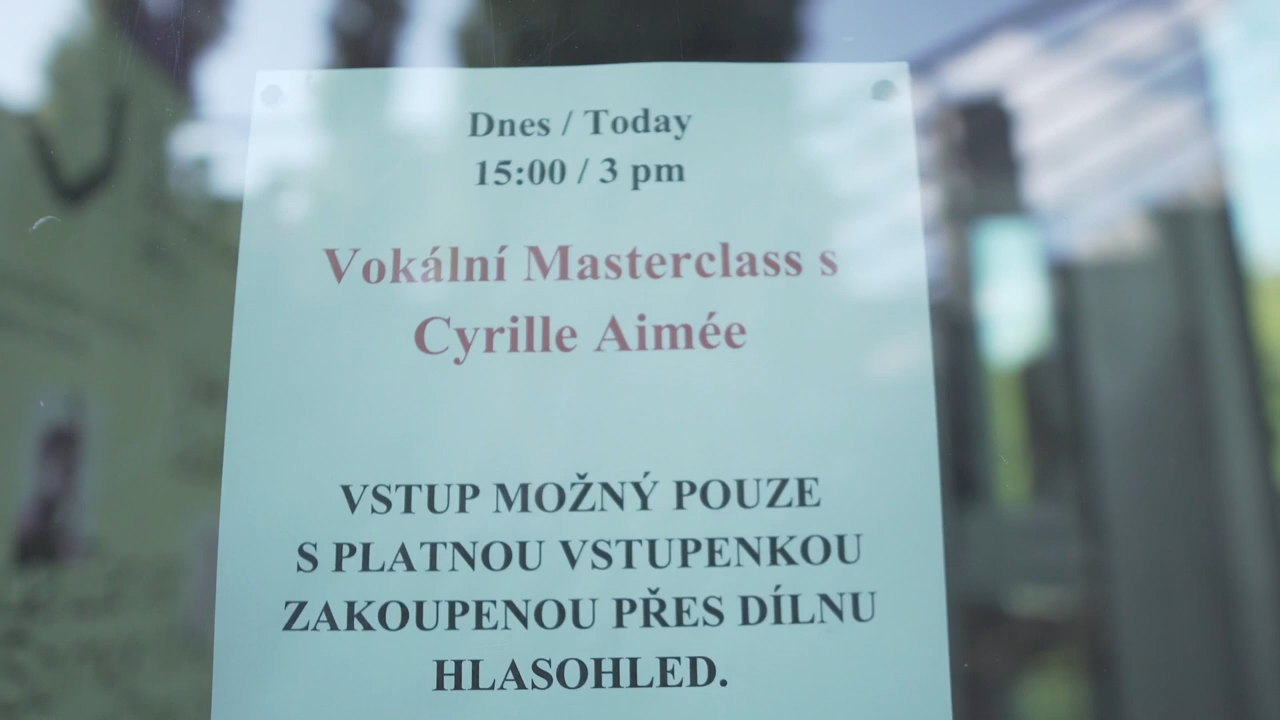 Dnes / Today
15:00 / 3 pm
Vokální Masterclass s
Cyrille Aimée
VSTUP MOŽNÝ POUZE
S PLATNOU VSTUPENKOU
ZAKOUPENOU PŘES DÍLNU
HLASOHLED.